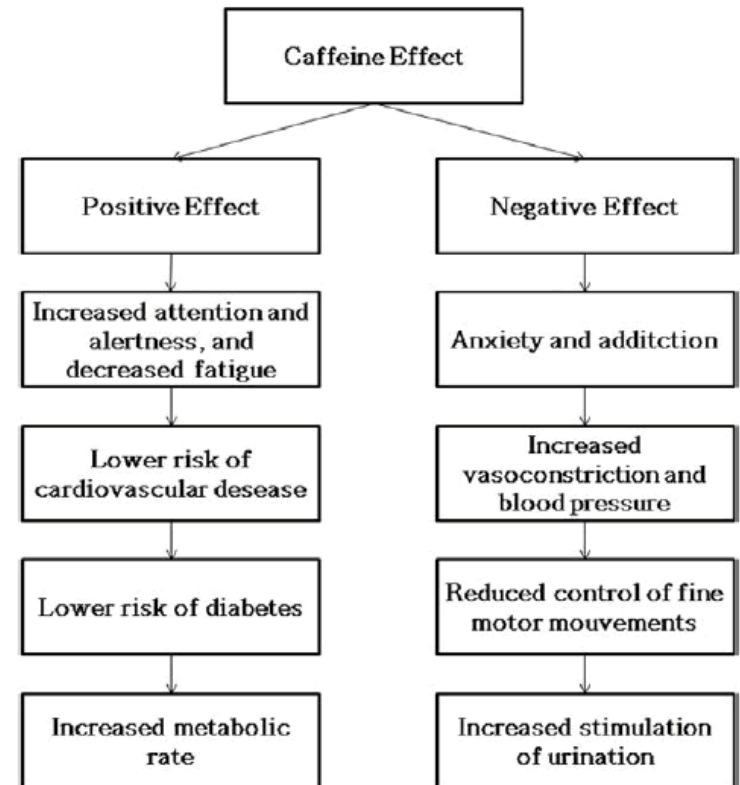 Caffeine Effect
Positive Effect
Increased attention and
alertness, and
decreased fatigue
Lower risk of
cardiovascular desease
Lower risk of diabetes
Increased metabolic
rate
Negative Effect
Anxiety and additction
Increased
vasoconstriction and
blood pressure
Reduced control of fine
motor mouvements
Increased stimulation
of urination